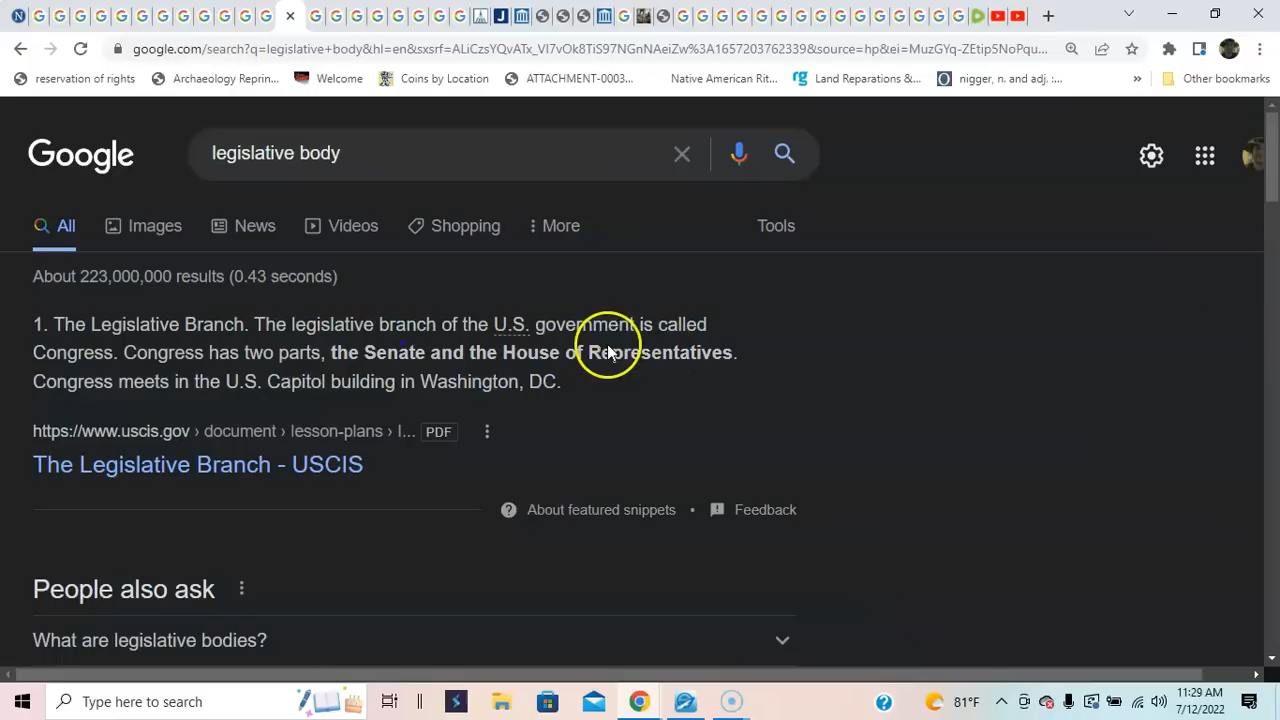 google.com/search?q=legislative+body&hl=en&sxsrf=ALiCzsYQvATx_VI7vOk8TiS97NGnNAeiZw%3A1657203762339&source=hp&ei=MuzGYq-ZEtip5NoPqu...
reservation of rights Archaeology Reprin... Welcome Coins by Location ATTACHMENT-0003... Native American Rit... Land Reparations &... nigger, n. and adj. :... » Other bookmarks
Google legislative body
All Images News Videos Shopping More Tools
About 223,000,000 results (0.43 seconds)
1. The Legislative Branch. The legislative branch of the U.S. government is called
Congress. Congress has two parts, the Senate and the House of Representatives.
Congress meets in the U.S. Capitol building in Washington, DC.
https://www.uscis.gov › document › lesson-plans › l... PDF
The Legislative Branch - USCIS
About featured snippets • Feedback
People also ask
What are legislative bodies?
Type here to search 81°F 11:29 AM
7/12/2022